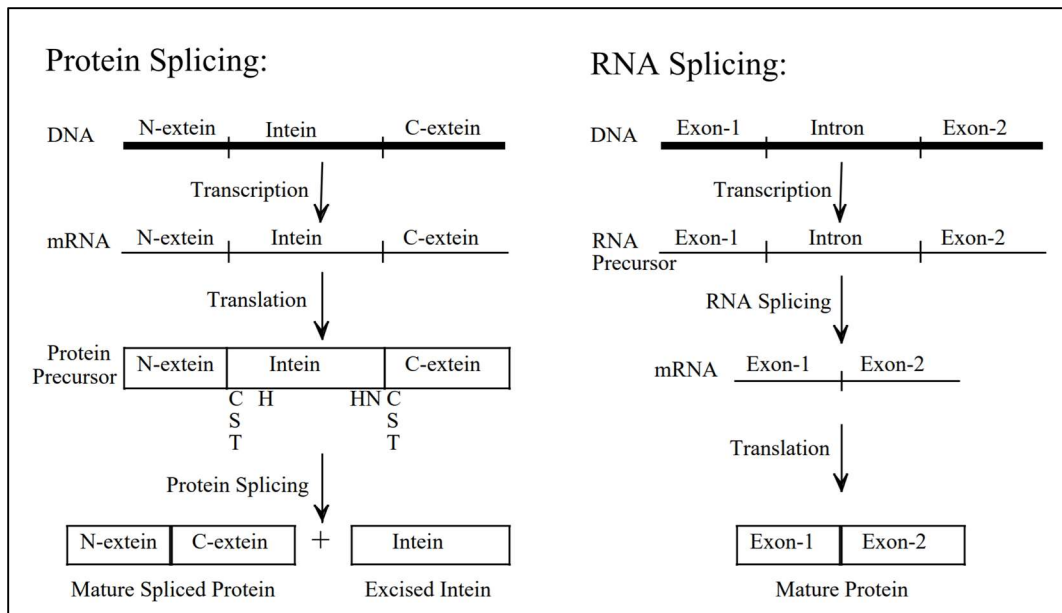 Protein Splicing:
DNA
N-extein Intein C-extein
Transcription
mRNA
N-extein Intein C-extein
Translation
Protein
Precursor
N-extein Intein C-extein
C H HN C
S S
T T
Protein Splicing
N-extein C-extein + Intein
Mature Spliced Protein Excised Intein
RNA Splicing:
DNA
Exon-1 Intron Exon-2
Transcription
RNA
Precursor
Exon-1 Intron Exon-2
RNA Splicing
mRNA
Exon-1 Exon-2
Translation
Exon-1 Exon-2
Mature Protein